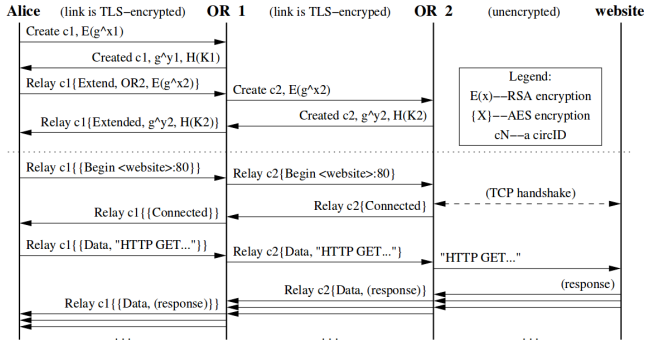 Alice (link is TLS−encrypted) OR 1 (link is TLS−encrypted) OR 2 (unencrypted) website
Create c1, E(g^x1)
Created c1, g^y1, H(K1)
Relay c1{Extend, OR2, E(g^x2)}
Create c2, E(g^x2)
Created c2, g^y2, H(K2)
Relay c1{Extended, g^y2, H(K2)}
Legend:
E(x)−−RSA encryption
{X}−−AES encryption
cN−−a circID
Relay c1{{Begin <website>:80}}
Relay c2{Begin <website>:80}
(TCP handshake)
Relay c2{Connected}
Relay c1{{Connected}}
Relay c1{{Data, "HTTP GET..."}}
Relay c2{Data, "HTTP GET..."}
"HTTP GET..."
(response)
Relay c2{Data, (response)}
Relay c1{{Data, (response)}}
. . . . . . . . .